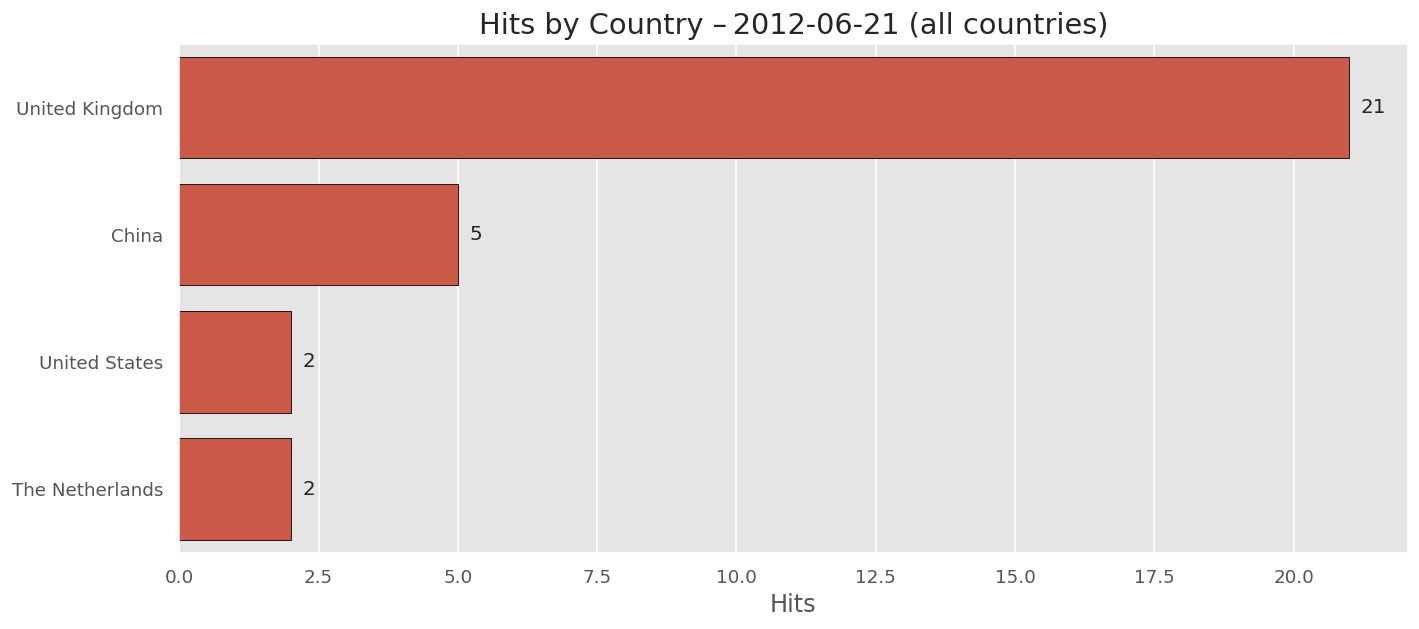 Hits by Country – 2012-06-21 (all countries)
United Kingdom
21
China
5
United States
2
The Netherlands
2
0.0 2.5 5.0 7.5 10.0 12.5 15.0 17.5 20.0
Hits